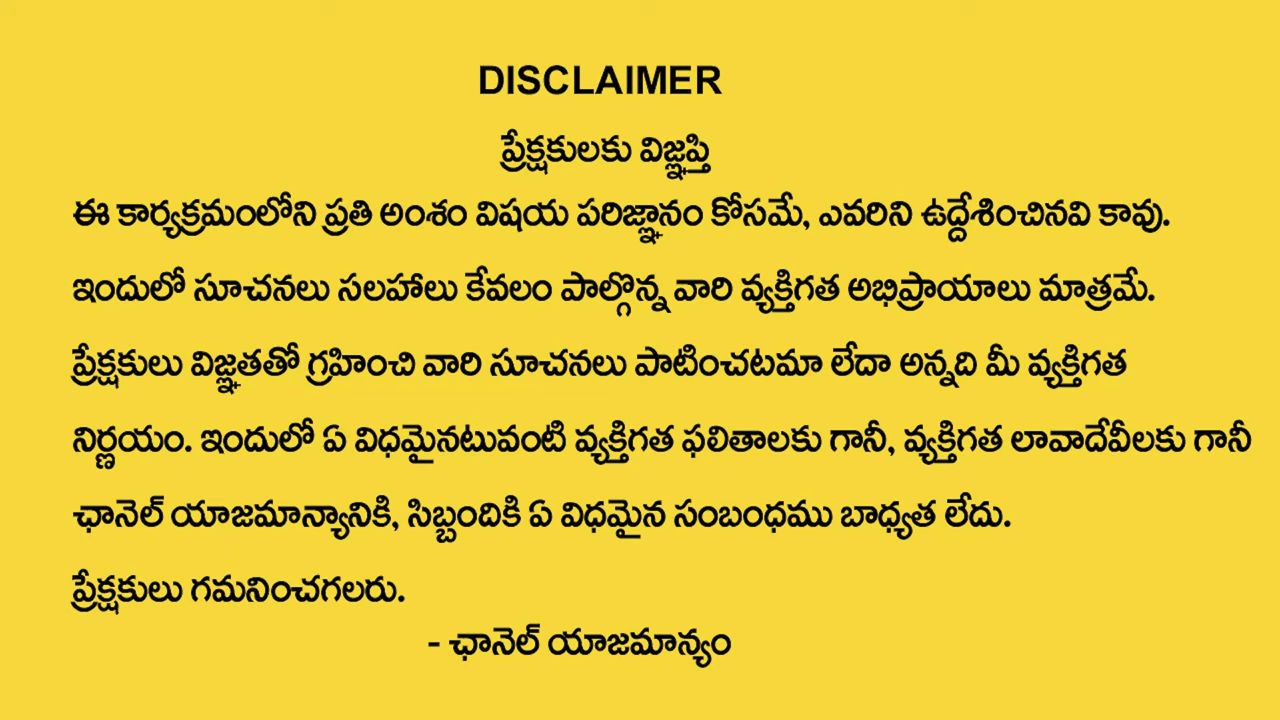 DISCLAIMER
ప్రేక్షకులకు విజ్ఞప్తి
ఈ కార్యక్రమంలోని ప్రతి అంశం విషయ పరిజ్ఞానం కోసమే, ఎవరిని ఉద్దేశించినవి కావు.
ఇందులో సూచనలు సలహాలు కేవలం పాల్గొన్న వారి వ్యక్తిగత అభిప్రాయాలు మాత్రమే.
ప్రేక్షకులు విజ్ఞతతో గ్రహించి వారి సూచనలు పాటించటమా లేదా అన్నది మీ వ్యక్తిగత
నిర్ణయం. ఇందులో ఏ విధమైనటువంటి వ్యక్తిగత ఫలితాలకు గానీ, వ్యక్తిగత లావాదేవీలకు గానీ
ఛానెల్ యాజమాన్యానికి, సిబ్బందికి ఏ విధమైన సంబంధము బాధ్యత లేదు.
ప్రేక్షకులు గమనించగలరు.
- ఛానెల్ యాజమాన్యం